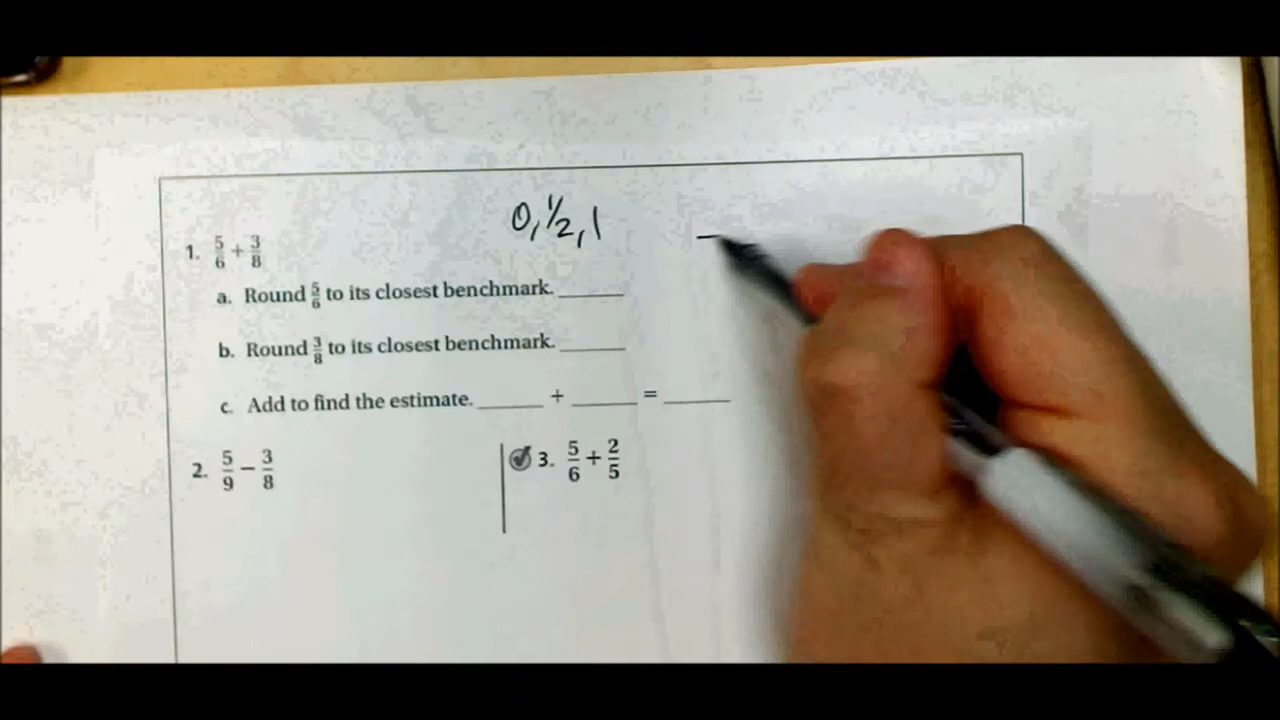 0, ½, 1
1. 5/6 + 3/8
a. Round 5/6 to its closest benchmark. ______
b. Round 3/8 to its closest benchmark. ______
c. Add to find the estimate. ______ + ______ = ______
2. 5/9 − 3/8
3. 5/6 + 2/5